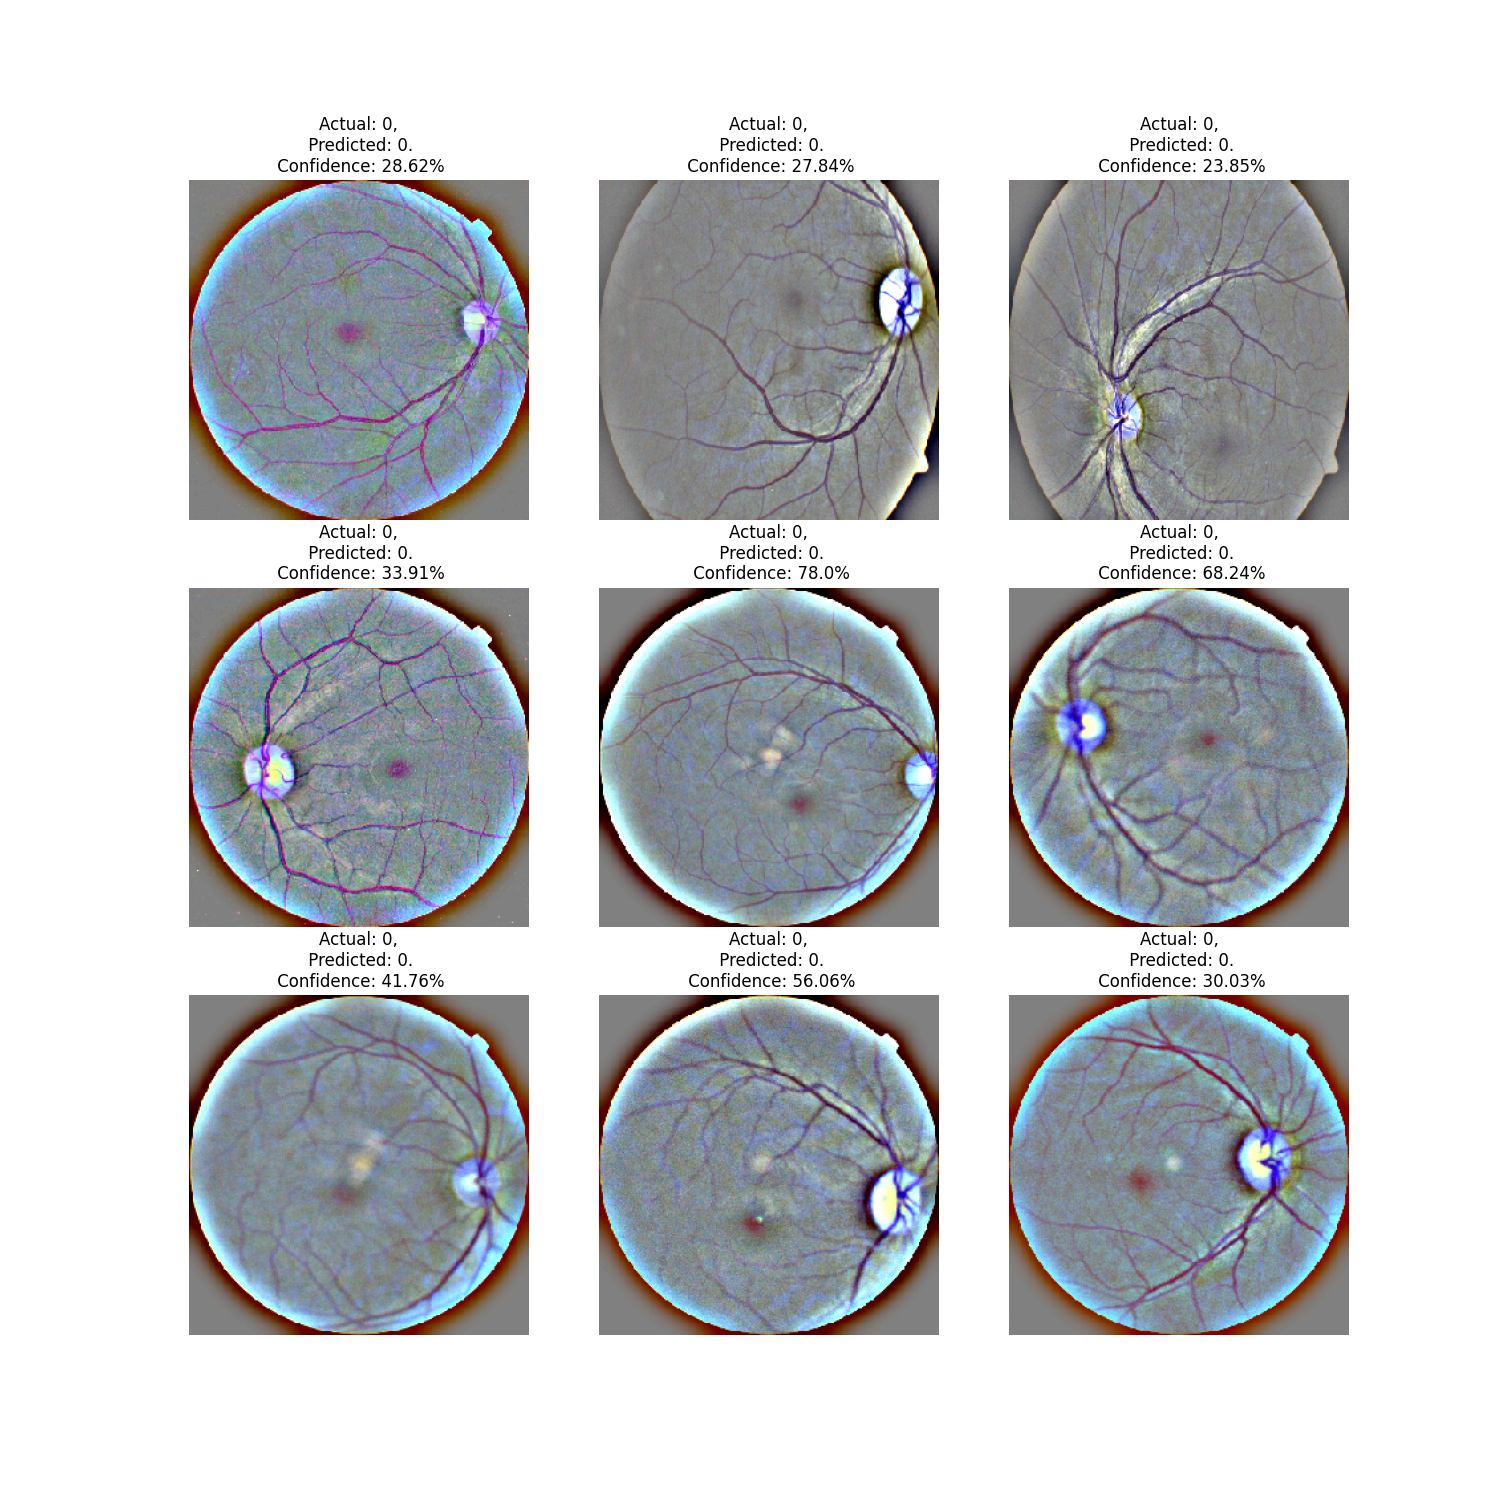 Actual: 0,
Predicted: 0.
Confidence: 28.62%
Actual: 0,
Predicted: 0.
Confidence: 27.84%
Actual: 0,
Predicted: 0.
Confidence: 23.85%
Actual: 0,
Predicted: 0.
Confidence: 33.91%
Actual: 0,
Predicted: 0.
Confidence: 78.0%
Actual: 0,
Predicted: 0.
Confidence: 68.24%
Actual: 0,
Predicted: 0.
Confidence: 41.76%
Actual: 0,
Predicted: 0.
Confidence: 56.06%
Actual: 0,
Predicted: 0.
Confidence: 30.03%